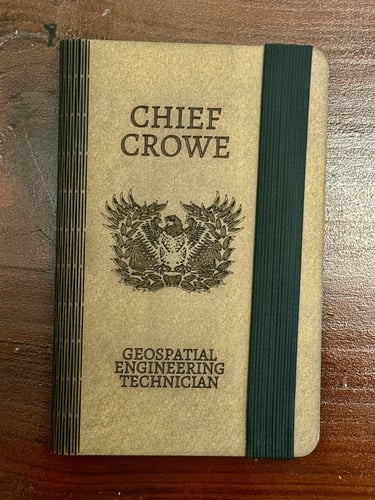 CHIEF
CROWE
GEOSPATIAL
ENGINEERING
TECHNICIAN